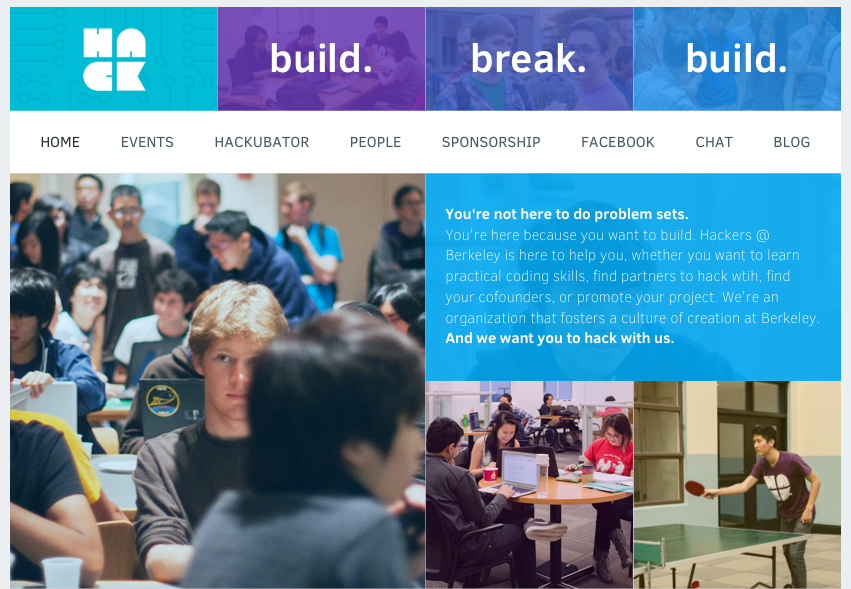 HA
CK
build.
break.
build.
HOME EVENTS HACKUBATOR PEOPLE SPONSORSHIP FACEBOOK CHAT BLOG
You're not here to do problem sets.
You're here because you want to build. Hackers @
Berkeley is here to help you, whether you want to learn
practical coding skills, find partners to hack wtih, find
your cofounders, or promote your project. We're an
organization that fosters a culture of creation at Berkeley.
And we want you to hack with us.